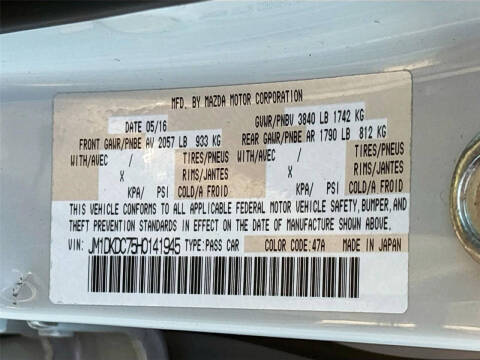 MFD. BY MAZDA MOTOR CORPORATION
DATE 05/16 GVWR/PNBV 3840 LB 1742 KG
FRONT GAWR/PNBE AV 2057 LB 933 KG REAR GAWR/PNBE AR 1790 LB 812 KG
WITH/AVEC / TIRES/PNEUS WITH/AVEC / TIRES/PNEUS
X RIMS/JANTES X RIMS/JANTES
KPA/ PSI COLD/A FROID KPA/ PSI COLD/A FROID
THIS VEHICLE CONFORMS TO ALL APPLICABLE FEDERAL MOTOR VEHICLE SAFETY, BUMPER, AND
THEFT PREVENTION STANDARDS IN EFFECT ON THE DATE OF MANUFACTURE SHOWN ABOVE.
VIN: JM1DKDC75H0141945 TYPE:PASS CAR COLOR CODE:47A MADE IN JAPAN